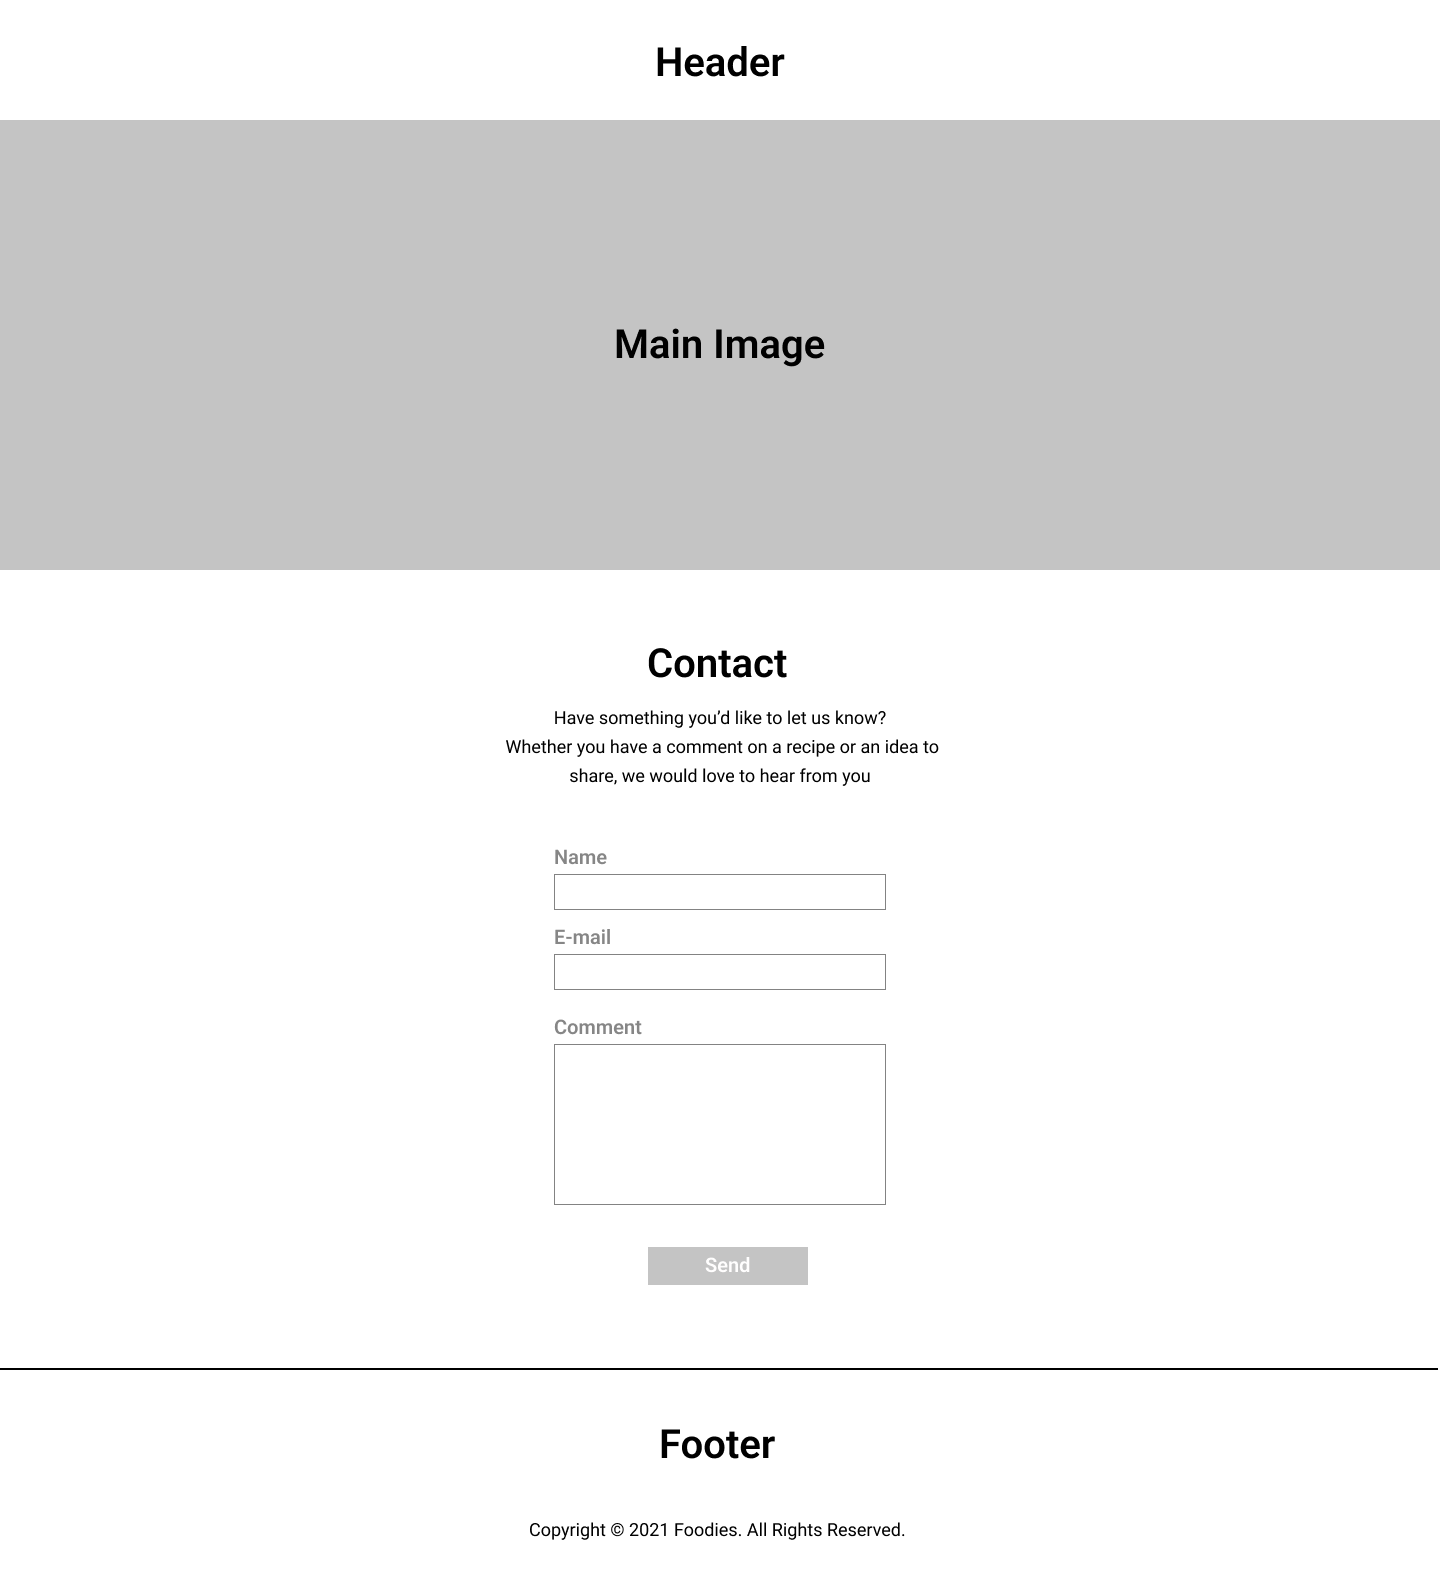 Header
Main Image
Contact
Have something you’d like to let us know?
Whether you have a comment on a recipe or an idea to
share, we would love to hear from you
Name
E-mail
Comment
Send
Footer
Copyright © 2021 Foodies. All Rights Reserved.